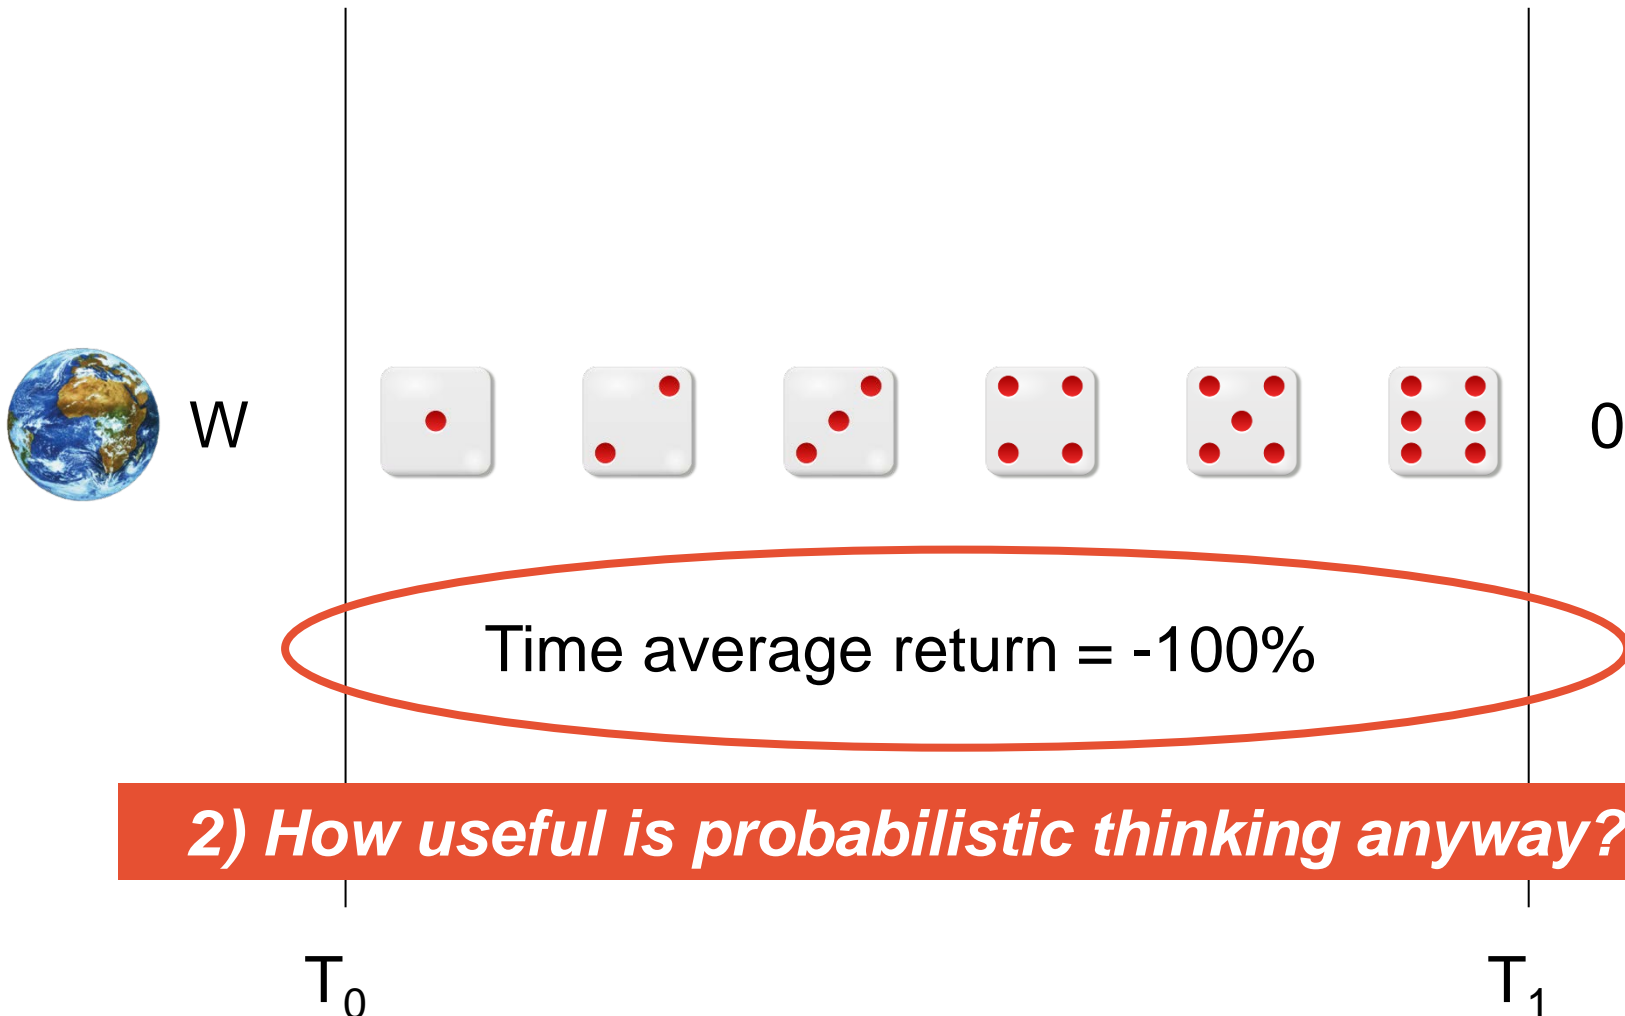 W 0
Time average return = -100%
2) How useful is probabilistic thinking anyway?
T₀ T₁